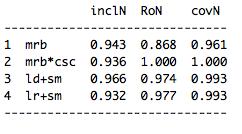 inclN RoN covN
--------------------------------
1 mrb 0.943 0.868 0.961
2 mrb*csc 0.936 1.000 1.000
3 ld+sm 0.966 0.974 0.993
4 lr+sm 0.932 0.977 0.993
--------------------------------